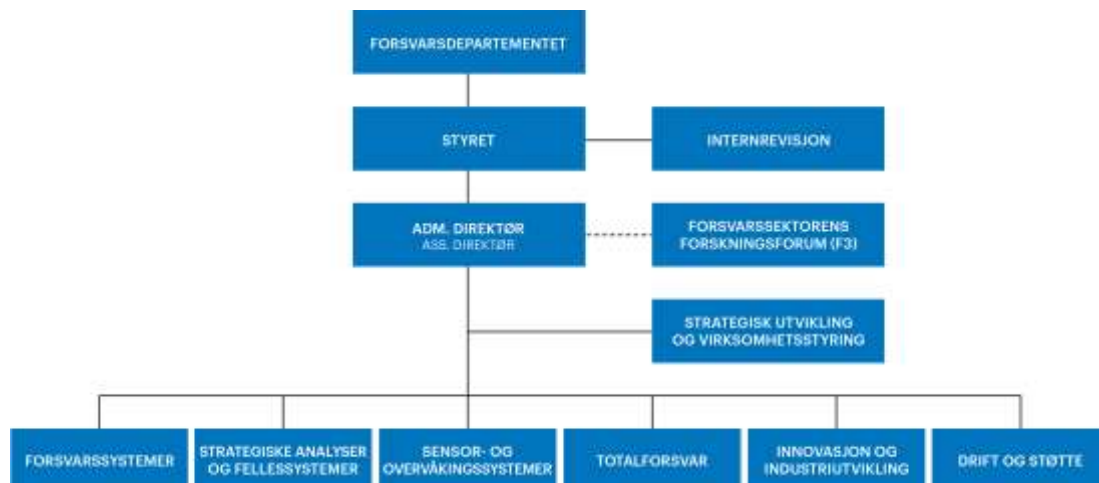 FORSVARSDEPARTEMENTET
STYRET
INTERNREVISJON
ADM. DIREKTØR
ASS. DIREKTØR
FORSVARSSEKTORENS
FORSKNINGSFORUM (F3)
STRATEGISK UTVIKLING
OG VIRKSOMHETSSTYRING
FORSVARSSYSTEMER
STRATEGISKE ANALYSER
OG FELLESSYSTEMER
SENSOR- OG
OVERVÅKINGSSYSTEMER
TOTALFORSVAR
INNOVASJON OG
INDUSTRIUTVIKLING
DRIFT OG STØTTE